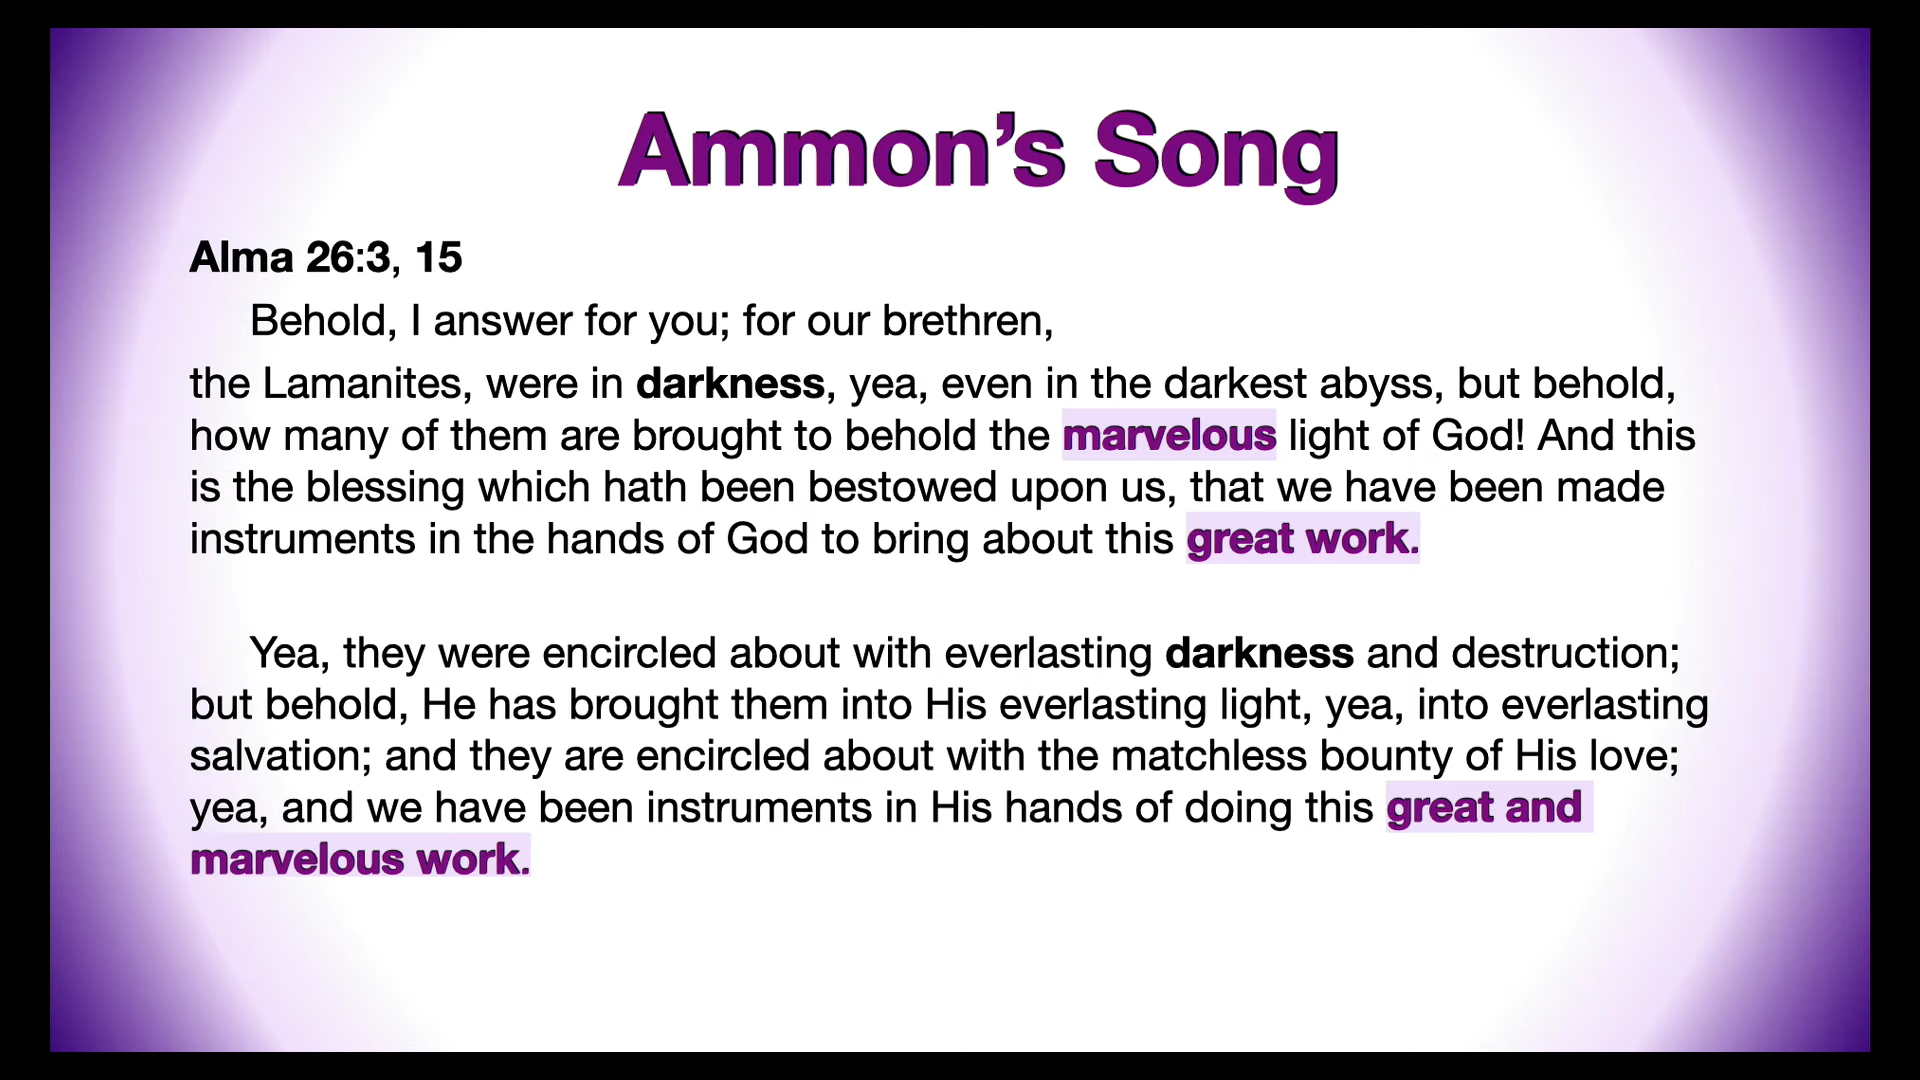 Ammon’s Song
Alma 26:3, 15
Behold, I answer for you; for our brethren,
the Lamanites, were in darkness, yea, even in the darkest abyss, but behold,
how many of them are brought to behold the marvelous light of God! And this
is the blessing which hath been bestowed upon us, that we have been made
instruments in the hands of God to bring about this great work.
Yea, they were encircled about with everlasting darkness and destruction;
but behold, He has brought them into His everlasting light, yea, into everlasting
salvation; and they are encircled about with the matchless bounty of His love;
yea, and we have been instruments in His hands of doing this great and
marvelous work.